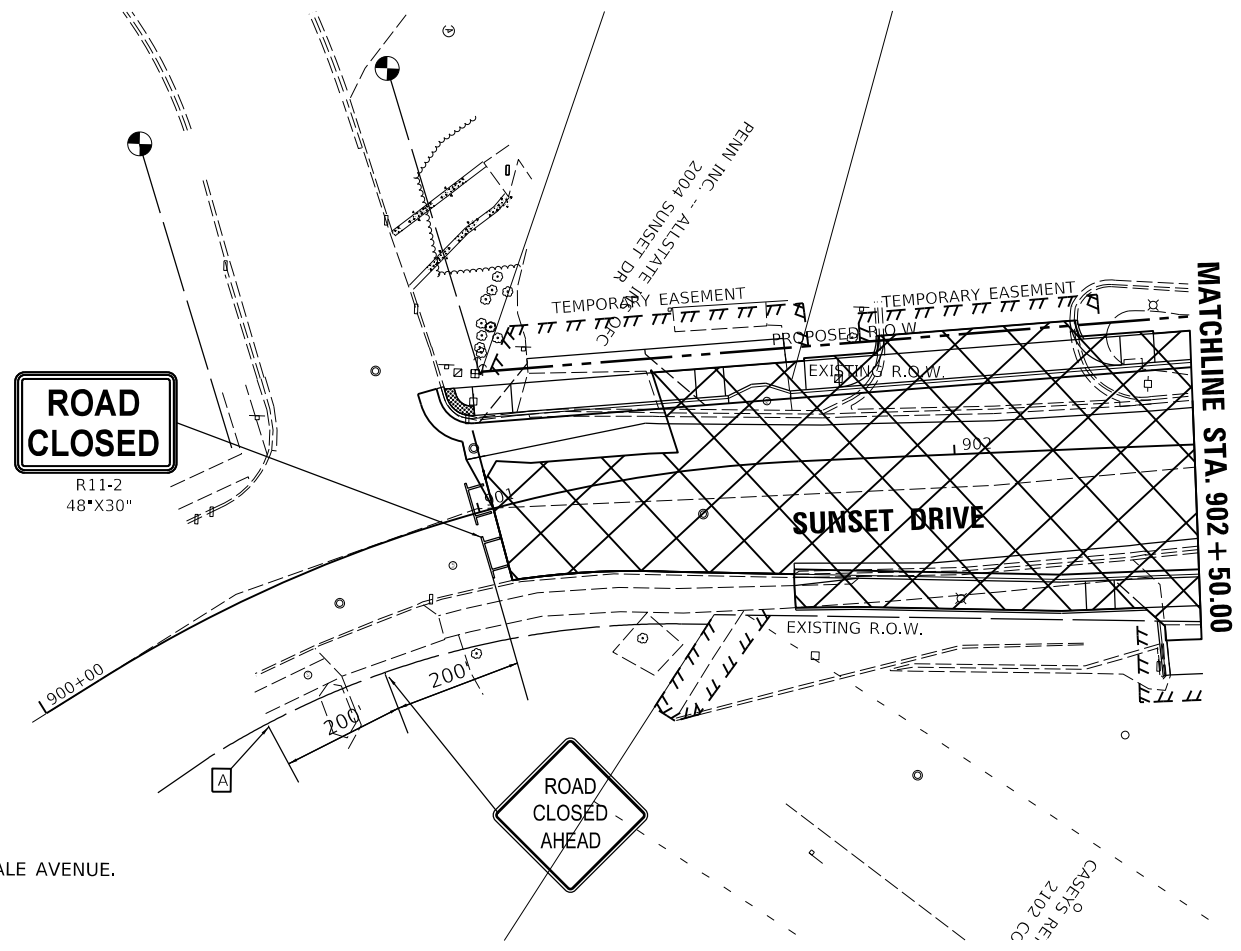 A
PENN INC. - ALLSTATE INS OFC
2004 SUNSET DR
TEMPORARY EASEMENT
TEMPORARY EASEMENT
PROPOSED R.O.W.
EXISTING R.O.W.
MATCHLINE STA. 902+50.00
ROAD
CLOSED
R11-2
48"X30"
901
902
SUNSET DRIVE
EXISTING R.O.W.
900+00
200'
200'
A
ROAD
CLOSED
AHEAD
P
CASEYS
2102
ALE AVENUE.